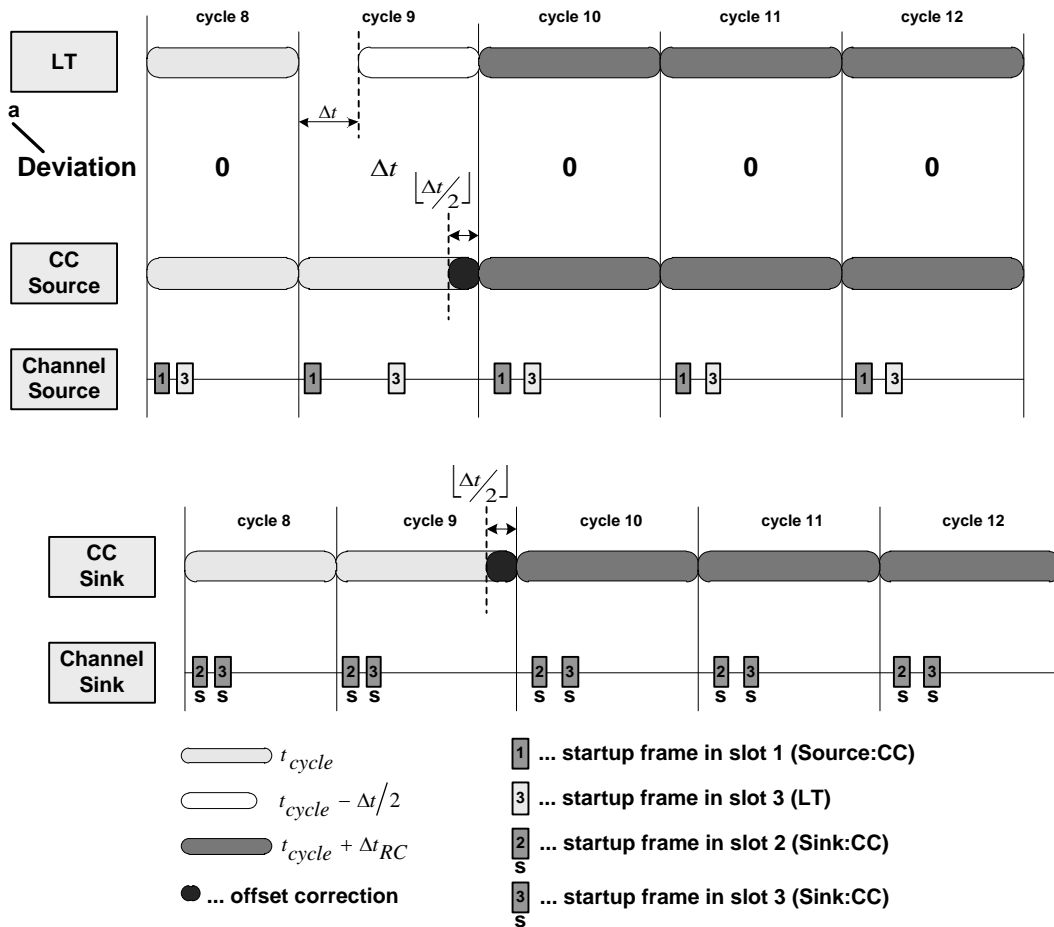 cycle 8 cycle 9 cycle 10 cycle 11 cycle 12
LT
a
Δt
Deviation 0 Δt 0 0 0
⌊Δt/2⌋
CC
Source
Channel
Source
1 3 1 3 1 3 1 3 1 3
⌊Δt/2⌋
cycle 8 cycle 9 cycle 10 cycle 11 cycle 12
CC
Sink
Channel
Sink
2 3 2 3 2 3 2 3 2 3
s s s s s s s s s s
t cycle
t cycle − Δt/2
t cycle + Δt RC
... offset correction
1 ... startup frame in slot 1 (Source:CC)
3 ... startup frame in slot 3 (LT)
2 ... startup frame in slot 2 (Sink:CC)
s
3 ... startup frame in slot 3 (Sink:CC)
s